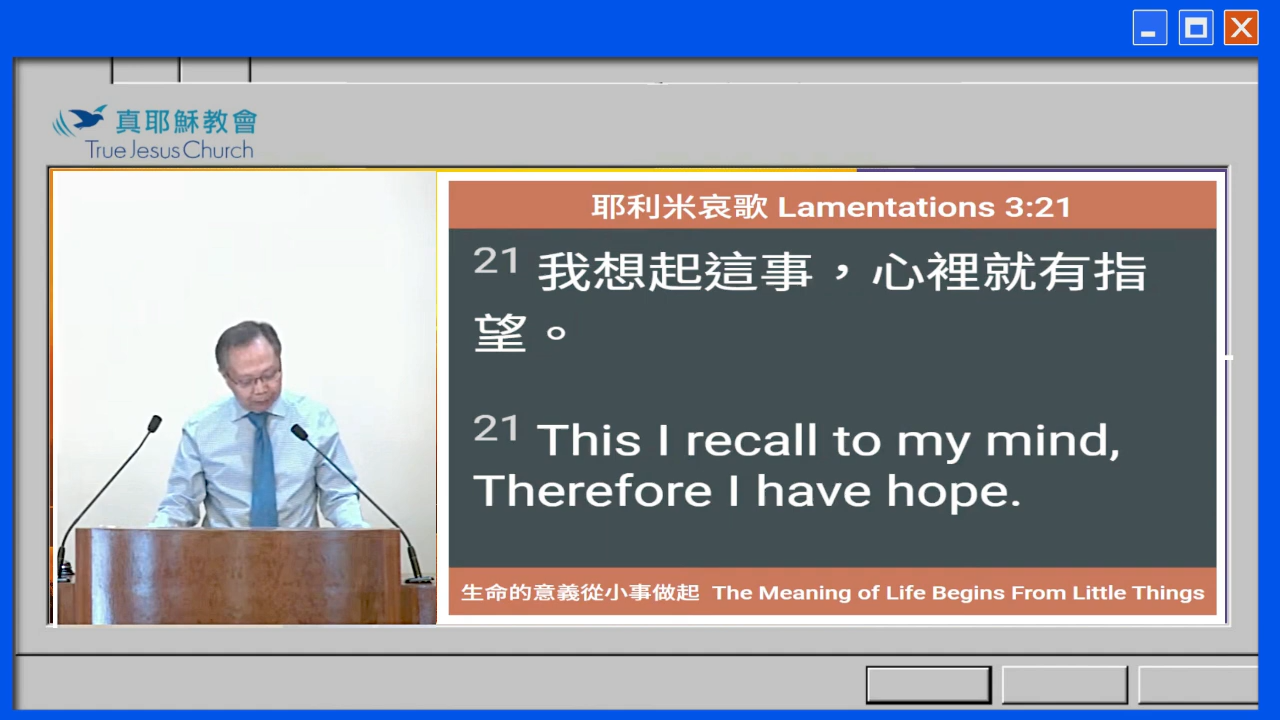 真耶穌教會
True Jesus Church
耶利米哀歌 Lamentations 3:21
21 我想起這事，心裡就有指
望。
21 This I recall to my mind,
Therefore I have hope.
生命的意義從小事做起 The Meaning of Life Begins From Little Things